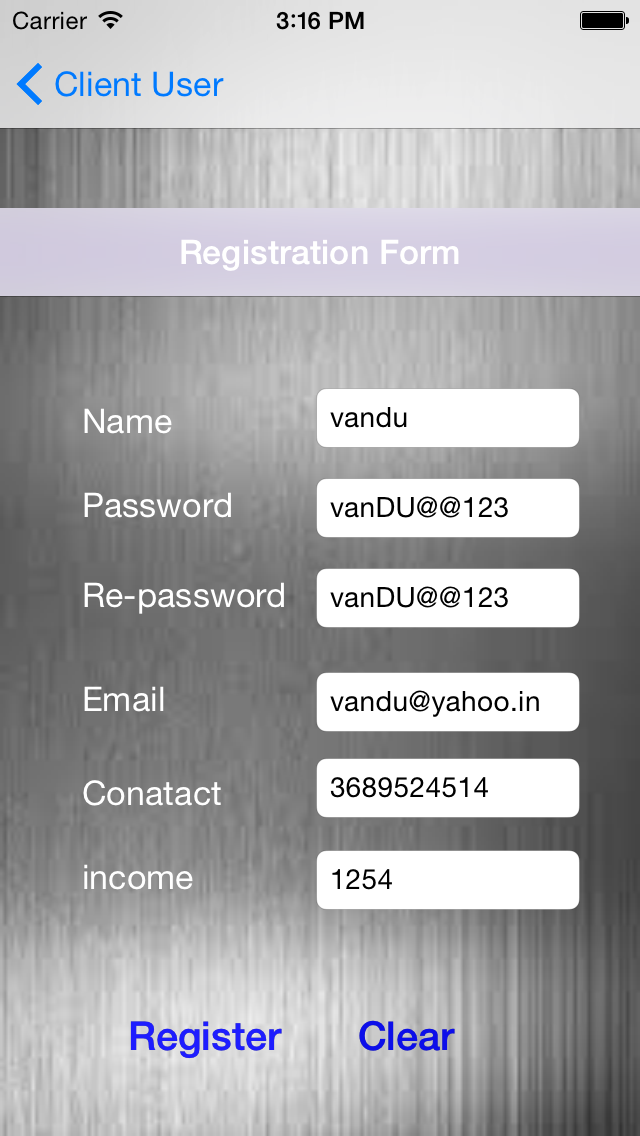 Carrier 3:16 PM
Client User
Registration Form
Name vandu
Password vanDU@@123
Re-password vanDU@@123
Email vandu@yahoo.in
Conatact 3689524514
income 1254
Register Clear